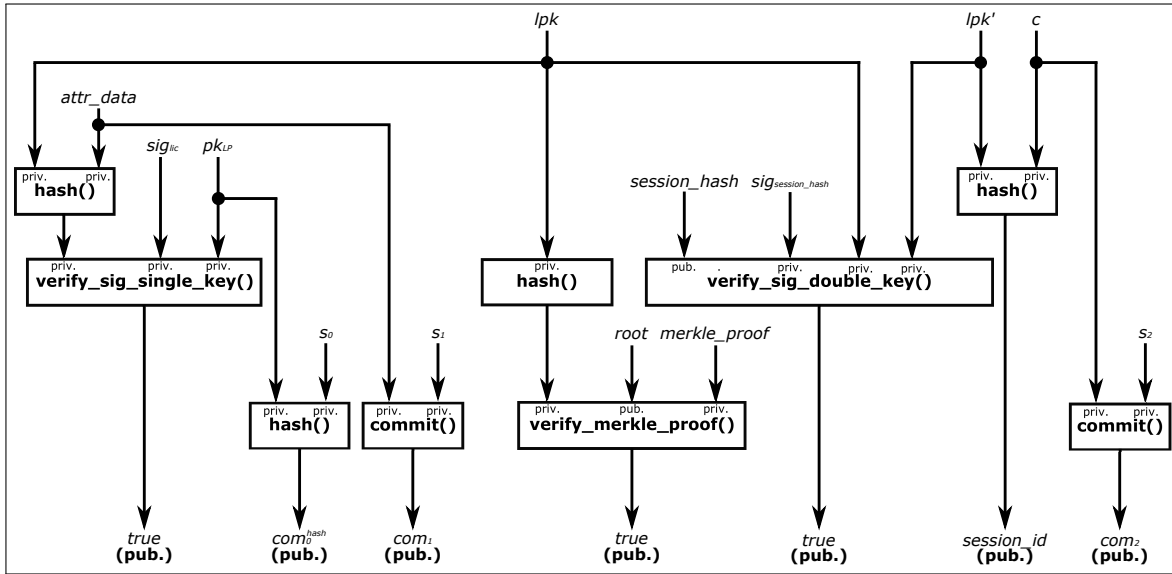 lpk lpk' c
attr_data
sig_lic pk_LP
priv. priv. priv. priv.
hash() session_hash sig_session_hash hash()
priv. priv. priv. priv. pub. . priv. priv. priv.
verify_sig_single_key() hash() verify_sig_double_key()
s_0 s_1 root merkle_proof s_2
priv. priv. priv. priv. priv. pub. priv. priv. priv.
hash() commit() verify_merkle_proof() commit()
true com_0^hash com_1 true true session_id com_2
(pub.) (pub.) (pub.) (pub.) (pub.) (pub.) (pub.)